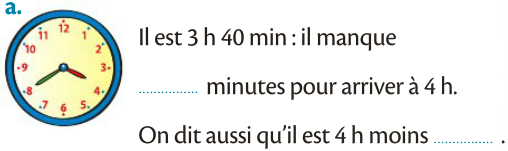 a.
12
11 1
10 2
9 3
8 4
7 5
6
Il est 3 h 40 min : il manque
................ minutes pour arriver à 4 h.
On dit aussi qu'il est 4 h moins ................ .